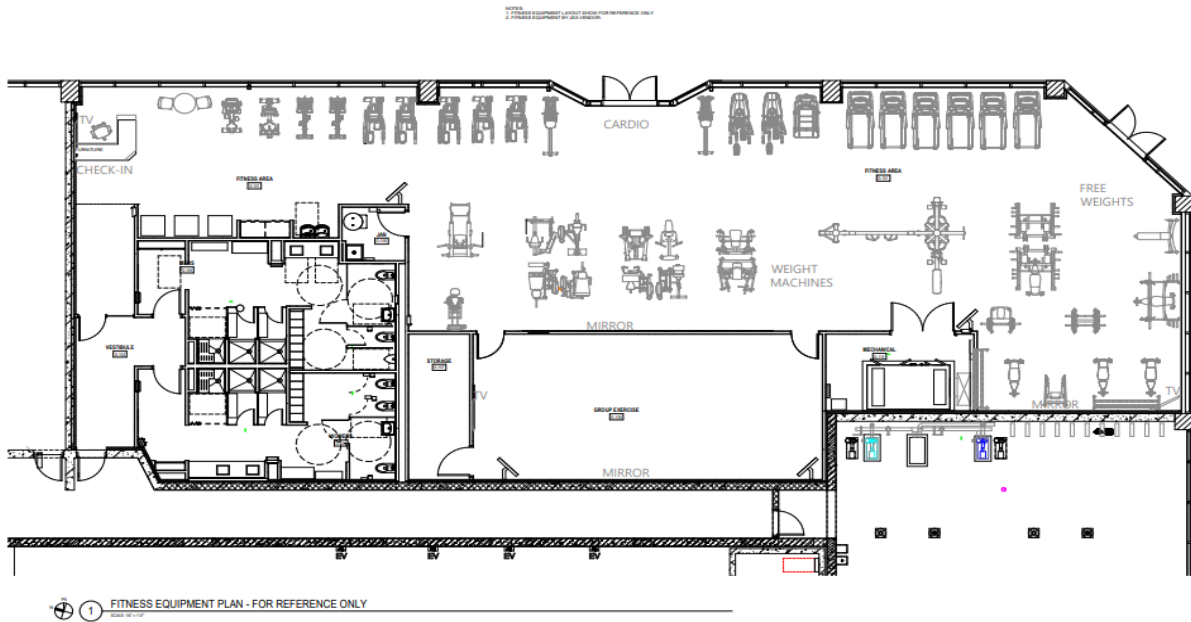 NOTES:
1. FITNESS EQUIPMENT LAYOUT SHOW FOR REFERENCE ONLY
2. FITNESS EQUIPMENT BY JEA VENDOR.
TV
CHECK-IN
FITNESS AREA
CARDIO
FITNESS AREA
FREE
WEIGHTS
JAN
WEIGHT
MACHINES
MIRROR
VESTIBULE
STORAGE
TV
GROUP EXERCISE
MECHANICAL
MIRROR
TV
MIRROR
EV
EV
EV
EV
1
FITNESS EQUIPMENT PLAN - FOR REFERENCE ONLY